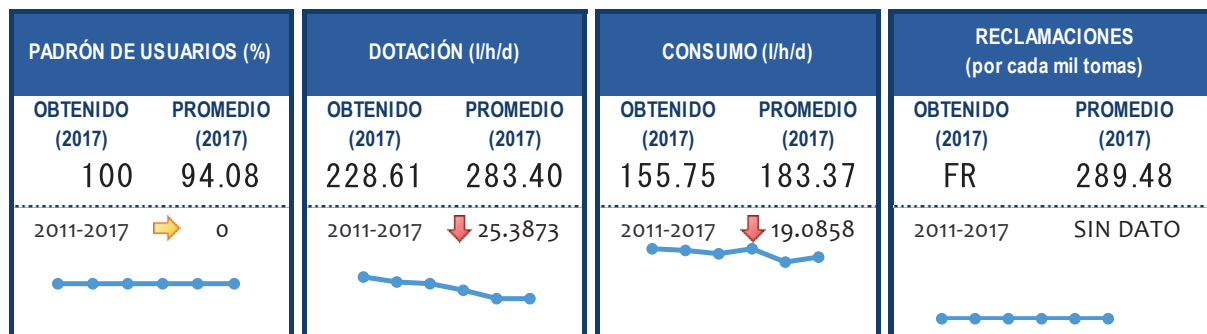 PADRÓN DE USUARIOS (%)
OBTENIDO PROMEDIO
(2017) (2017)
100 94.08
2011-2017 0
DOTACIÓN (l/h/d)
OBTENIDO PROMEDIO
(2017) (2017)
228.61 283.40
2011-2017 25.3873
CONSUMO (l/h/d)
OBTENIDO PROMEDIO
(2017) (2017)
155.75 183.37
2011-2017 19.0858
RECLAMACIONES
(por cada mil tomas)
OBTENIDO PROMEDIO
(2017) (2017)
FR 289.48
2011-2017 SIN DATO